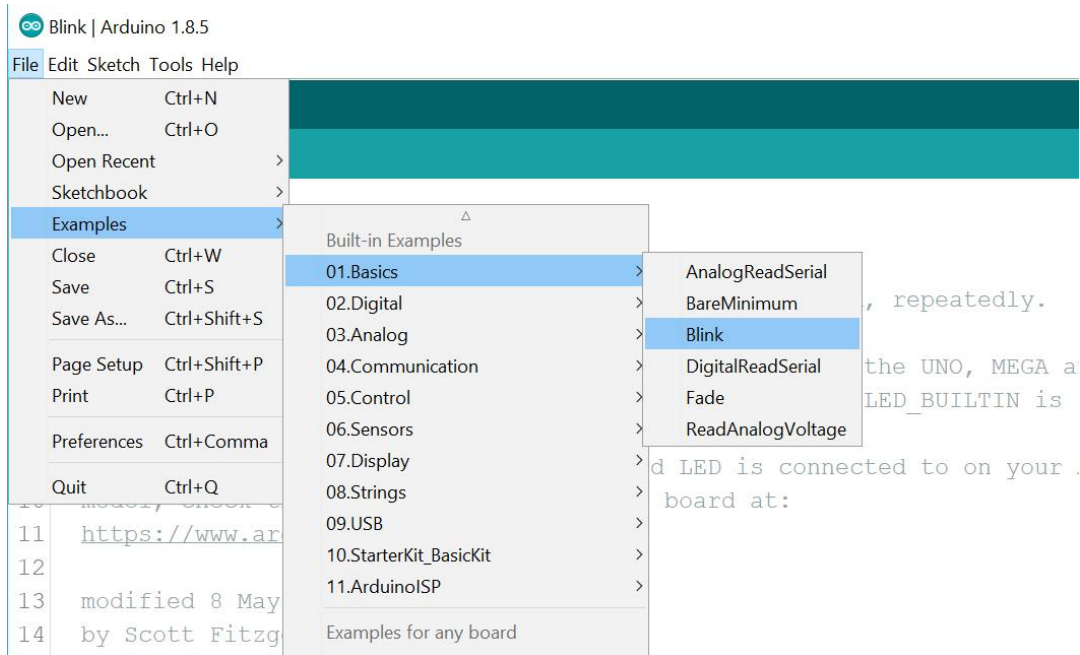 Blink | Arduino 1.8.5
File Edit Sketch Tools Help
New Ctrl+N
Open... Ctrl+O
Open Recent
Sketchbook
Examples
Close Ctrl+W
Save Ctrl+S
Save As... Ctrl+Shift+S
Page Setup Ctrl+Shift+P
Print Ctrl+P
Preferences Ctrl+Comma
Quit Ctrl+Q
Built-in Examples
01.Basics
02.Digital
03.Analog
04.Communication
05.Control
06.Sensors
07.Display
08.Strings
09.USB
10.StarterKit_BasicKit
11.ArduinoISP
Examples for any board
AnalogReadSerial
BareMinimum
Blink
DigitalReadSerial
Fade
ReadAnalogVoltage
, repeatedly.
the UNO, MEGA a
LED_BUILTIN is
d LED is connected to on your
board at:
11 https://www.ar
12
13 modified 8 May
14 by Scott Fitzg